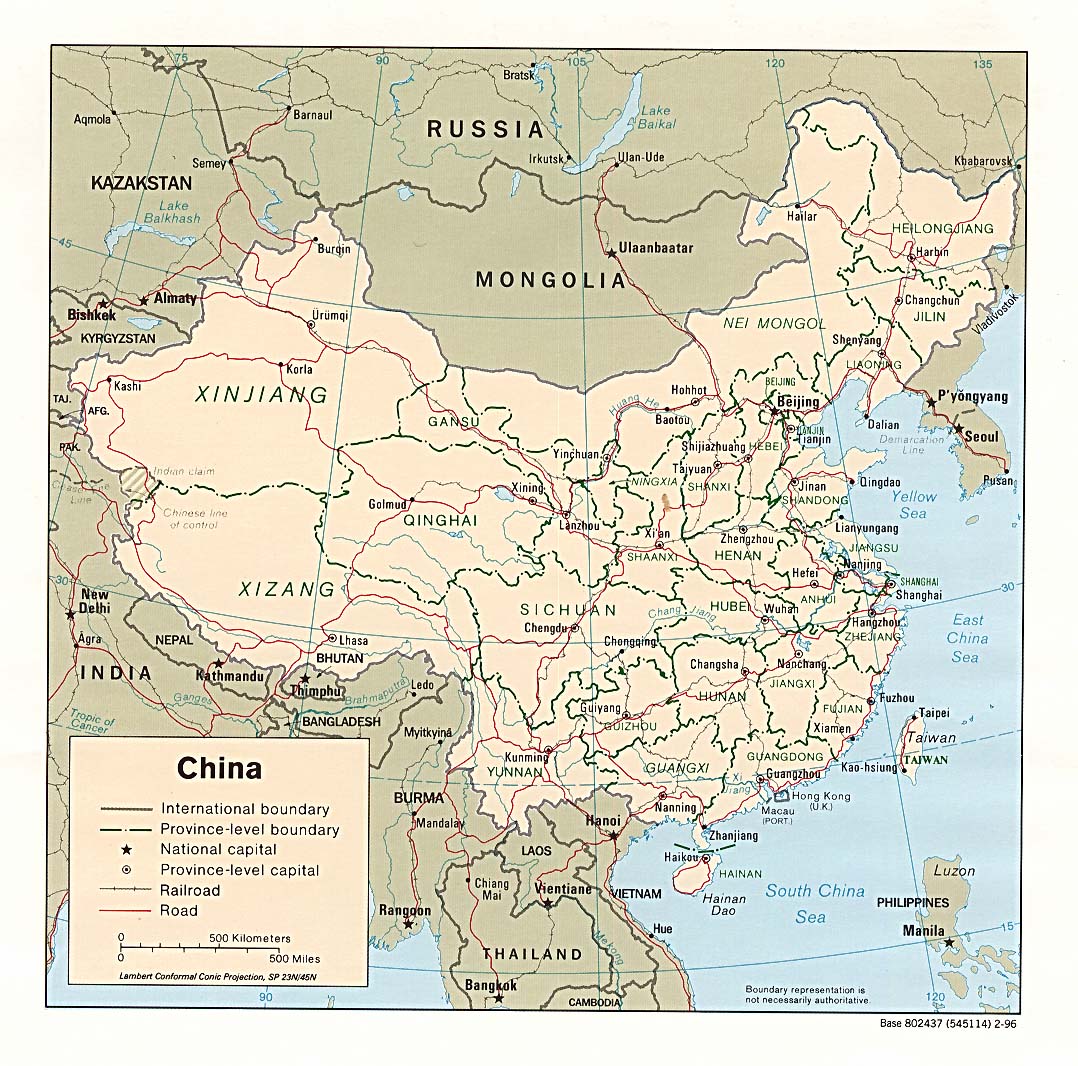 75
90
105
120
135
Bratsk
Lake
Baikal
Aqmola
Barnaul
RUSSIA
Irkutsk
Ulan-Ude
Semey
Khabarovsk
KAZAKSTAN
Lake
Balkhash
Hailar
HEILONGJIANG
45
Burqin
Ulaanbaatar
Harbin
MONGOLIA
Almaty
Bishkek
Changchun
JILIN
Vladivostok
KYRGYZSTAN
Ürümqi
NEI MONGOL
Shenyang
LIAONING
Korla
Kashi
XINJIANG
TAJ.
AFG.
BEIJING
Hohhot
Beijing
Huang He
Baotou
P'yŏngyang
GANSU
Dalian
TIANJIN
Tianjin
Demarcation
Line
Seoul
PAK.
Shijiazhuang
HEBEI
Yinchuan
Taiyuan
Indian claim
Pusan
NINGXIA
SHANXI
Jinan
Qingdao
Line
Xining
SHANDONG
Yellow
Sea
Golmud
Chinese line
of control
QINGHAI
Lanzhou
Lianyungang
Xi'an
Zhengzhou
SHAANXI
HENAN
JIANGSU
Nanjing
30
Hefei
SHANGHAI
30
XIZANG
ANHUI
Shanghai
New
Delhi
SICHUAN
Chang Jiang
HUBEI
Wuhan
Hangzhou
East
China
Sea
Chengdu
ZHEJIANG
Āgra
NEPAL
Lhasa
Chongqing
BHUTAN
Changsha
Nanchang
INDIA
Kathmandu
Thimphu
Ledo
HUNAN
JIANGXI
Ganges
Brahmaputra
Guiyang
GUIZHOU
FUJIAN
Fuzhou
Tropic of
Cancer
BANGLADESH
Taipei
Myitkyinä
Xiamen
Taiwan
Kunming
GUANGDONG
TAIWAN
China
YUNNAN
GUANGXI
Xi
Jiang
Guangzhou
Kao-hsiung
BURMA
Nanning
Hong Kong
(U.K.)
Macau
(PORT.)
International boundary
Mandalay
Hanoi
Province-level boundary
Zhanjiang
National capital
LAOS
Haikou
Province-level capital
HAINAN
Luzon
Railroad
Chiang
Mai
Vientiane
VIETNAM
Hainan
Dao
South China
Sea
PHILIPPINES
Road
Rangoon
Manila
15
Hue
0 500 Kilometers
0 500 Miles
THAILAND
Mekong
Lambert Conformal Conic Projection, SP 23N/45N
Bangkok
CAMBODIA
Boundary representation is
not necessarily authoritative.
90
120
Base 802437 (545114) 2-96